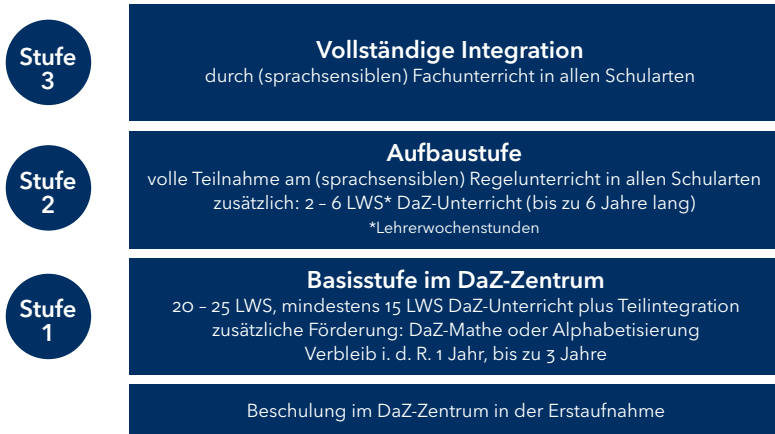 Stufe
3
Vollständige Integration
durch (sprachsensiblen) Fachunterricht in allen Schularten
Stufe
2
Aufbaustufe
volle Teilnahme am (sprachsensiblen) Regelunterricht in allen Schularten
zusätzlich: 2 – 6 LWS* DaZ-Unterricht (bis zu 6 Jahre lang)
*Lehrerwochenstunden
Stufe
1
Basisstufe im DaZ-Zentrum
20 – 25 LWS, mindestens 15 LWS DaZ-Unterricht plus Teilintegration
zusätzliche Förderung: DaZ-Mathe oder Alphabetisierung
Verbleib i. d. R. 1 Jahr, bis zu 3 Jahre
Beschulung im DaZ-Zentrum in der Erstaufnahme